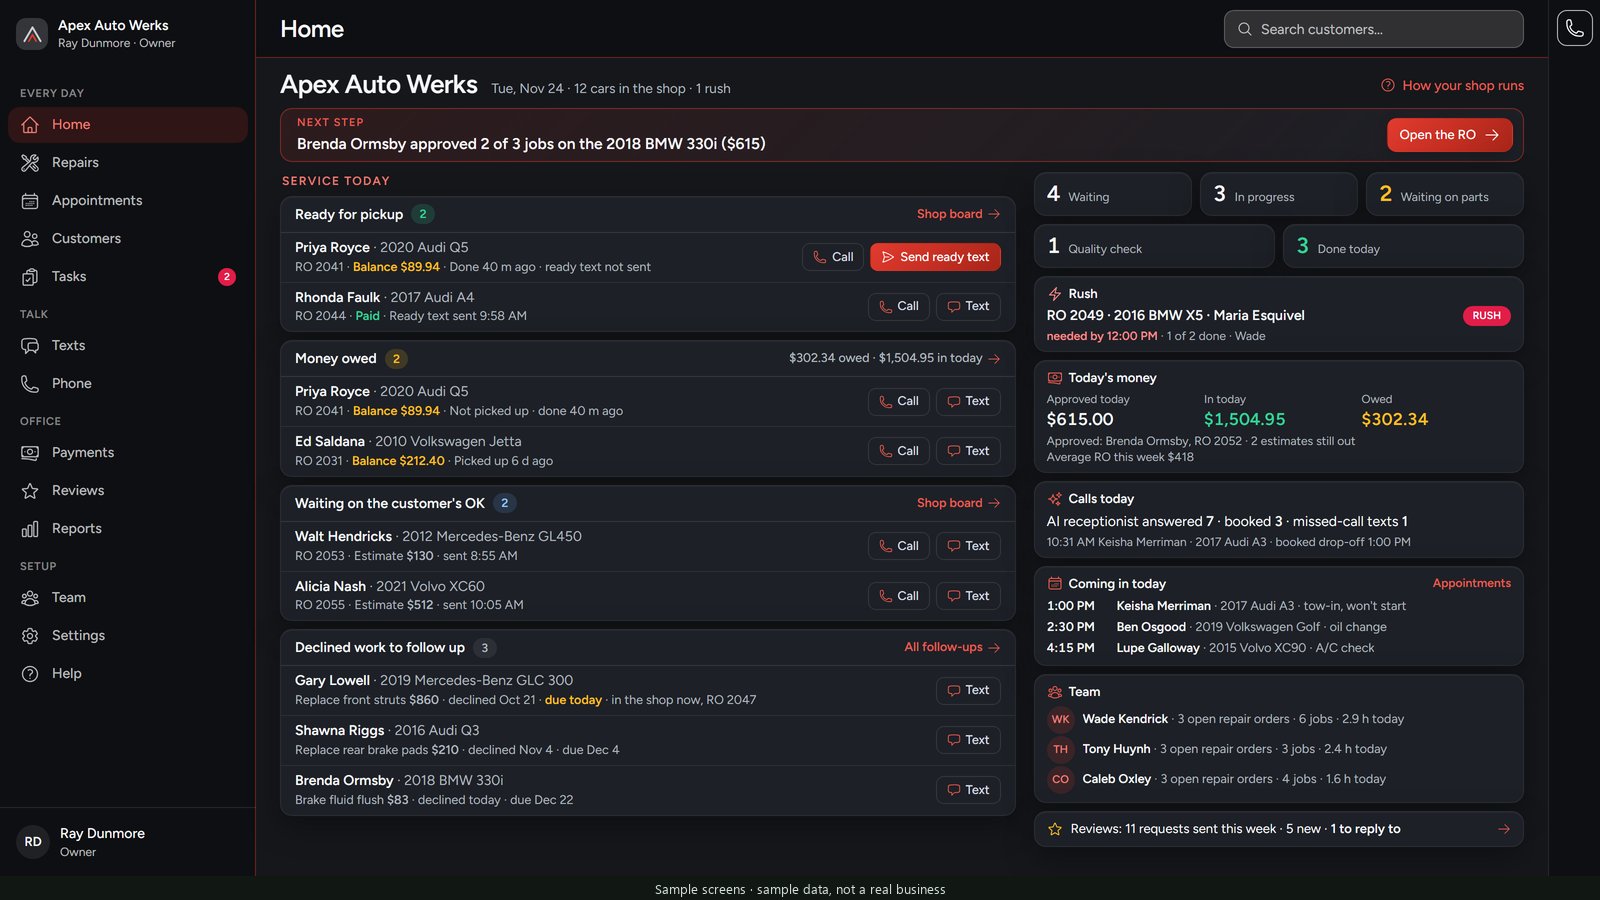 Apex Auto Werks
Ray Dunmore · Owner
EVERY DAY
Home
Repairs
Appointments
Customers
Tasks
2
TALK
Texts
Phone
OFFICE
Payments
Reviews
Reports
SETUP
Team
Settings
Help
RD
Ray Dunmore
Owner
Home
Search customers...
Apex Auto Werks
Tue, Nov 24 · 12 cars in the shop · 1 rush
How your shop runs
NEXT STEP
Brenda Ormsby approved 2 of 3 jobs on the 2018 BMW 330i ($615)
Open the RO
SERVICE TODAY
Ready for pickup 2
Shop board
Priya Royce · 2020 Audi Q5
RO 2041 · Balance $89.94 · Done 40 m ago · ready text not sent
Call
Send ready text
Rhonda Faulk · 2017 Audi A4
RO 2044 · Paid · Ready text sent 9:58 AM
Call
Text
Money owed 2
$302.34 owed · $1,504.95 in today
Priya Royce · 2020 Audi Q5
RO 2041 · Balance $89.94 · Not picked up · done 40 m ago
Call
Text
Ed Saldana · 2010 Volkswagen Jetta
RO 2031 · Balance $212.40 · Picked up 6 d ago
Call
Text
Waiting on the customer's OK 2
Shop board
Walt Hendricks · 2012 Mercedes-Benz GL450
RO 2053 · Estimate $130 · sent 8:55 AM
Call
Text
Alicia Nash · 2021 Volvo XC60
RO 2055 · Estimate $512 · sent 10:05 AM
Call
Text
Declined work to follow up 3
All follow-ups
Gary Lowell · 2019 Mercedes-Benz GLC 300
Replace front struts $860 · declined Oct 21 · due today · in the shop now, RO 2047
Text
Shawna Riggs · 2016 Audi Q3
Replace rear brake pads $210 · declined Nov 4 · due Dec 4
Text
Brenda Ormsby · 2018 BMW 330i
Brake fluid flush $83 · declined today · due Dec 22
Text
4 Waiting
3 In progress
2 Waiting on parts
1 Quality check
3 Done today
Rush
RO 2049 · 2016 BMW X5 · Maria Esquivel
needed by 12:00 PM · 1 of 2 done · Wade
RUSH
Today's money
Approved today
$615.00
In today
$1,504.95
Owed
$302.34
Approved: Brenda Ormsby, RO 2052 · 2 estimates still out
Average RO this week $418
Calls today
AI receptionist answered 7 · booked 3 · missed-call texts 1
10:31 AM Keisha Merriman · 2017 Audi A3 · booked drop-off 1:00 PM
Coming in today
Appointments
1:00 PM Keisha Merriman · 2017 Audi A3 · tow-in, won't start
2:30 PM Ben Osgood · 2019 Volkswagen Golf · oil change
4:15 PM Lupe Galloway · 2015 Volvo XC90 · A/C check
Team
WK Wade Kendrick · 3 open repair orders · 6 jobs · 2.9 h today
TH Tony Huynh · 3 open repair orders · 3 jobs · 2.4 h today
CO Caleb Oxley · 3 open repair orders · 4 jobs · 1.6 h today
Reviews: 11 requests sent this week · 5 new · 1 to reply to
Sample screens · sample data, not a real business